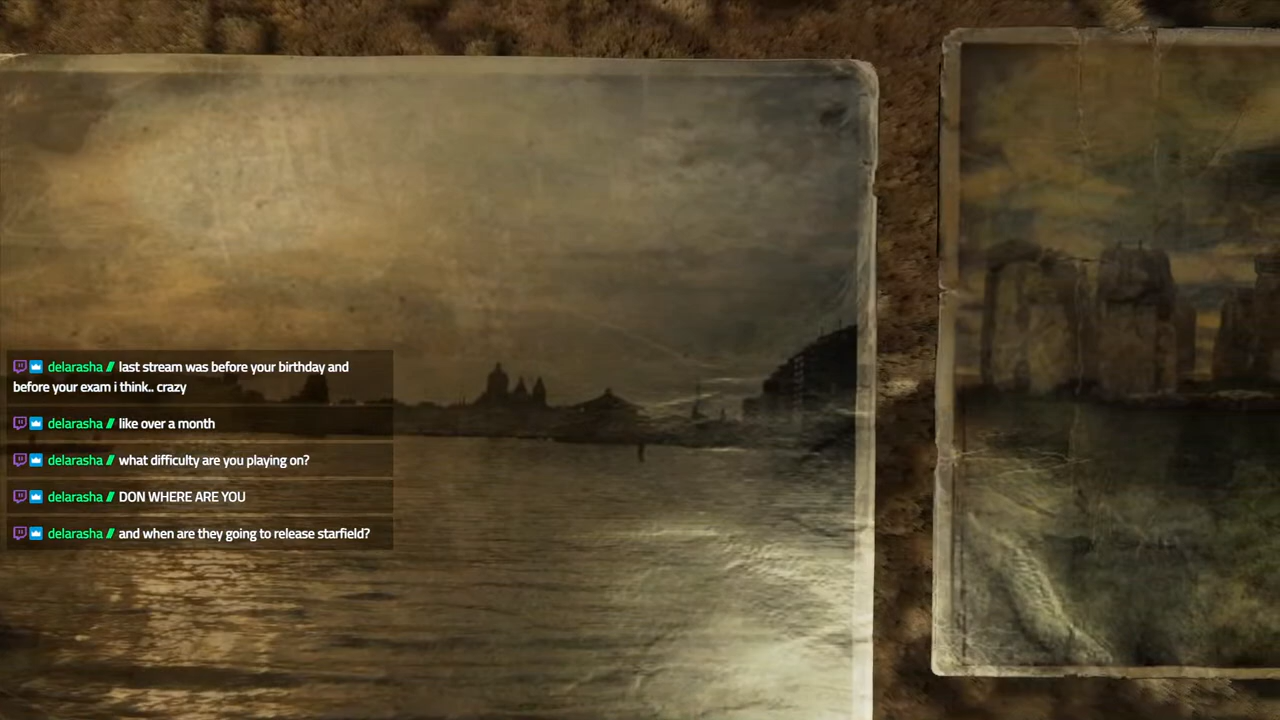 delarasha // last stream was before your birthday and
before your exam i think.. crazy
delarasha // like over a month
delarasha // what difficulty are you playing on?
delarasha // DON WHERE ARE YOU
delarasha // and when are they going to release starfield?